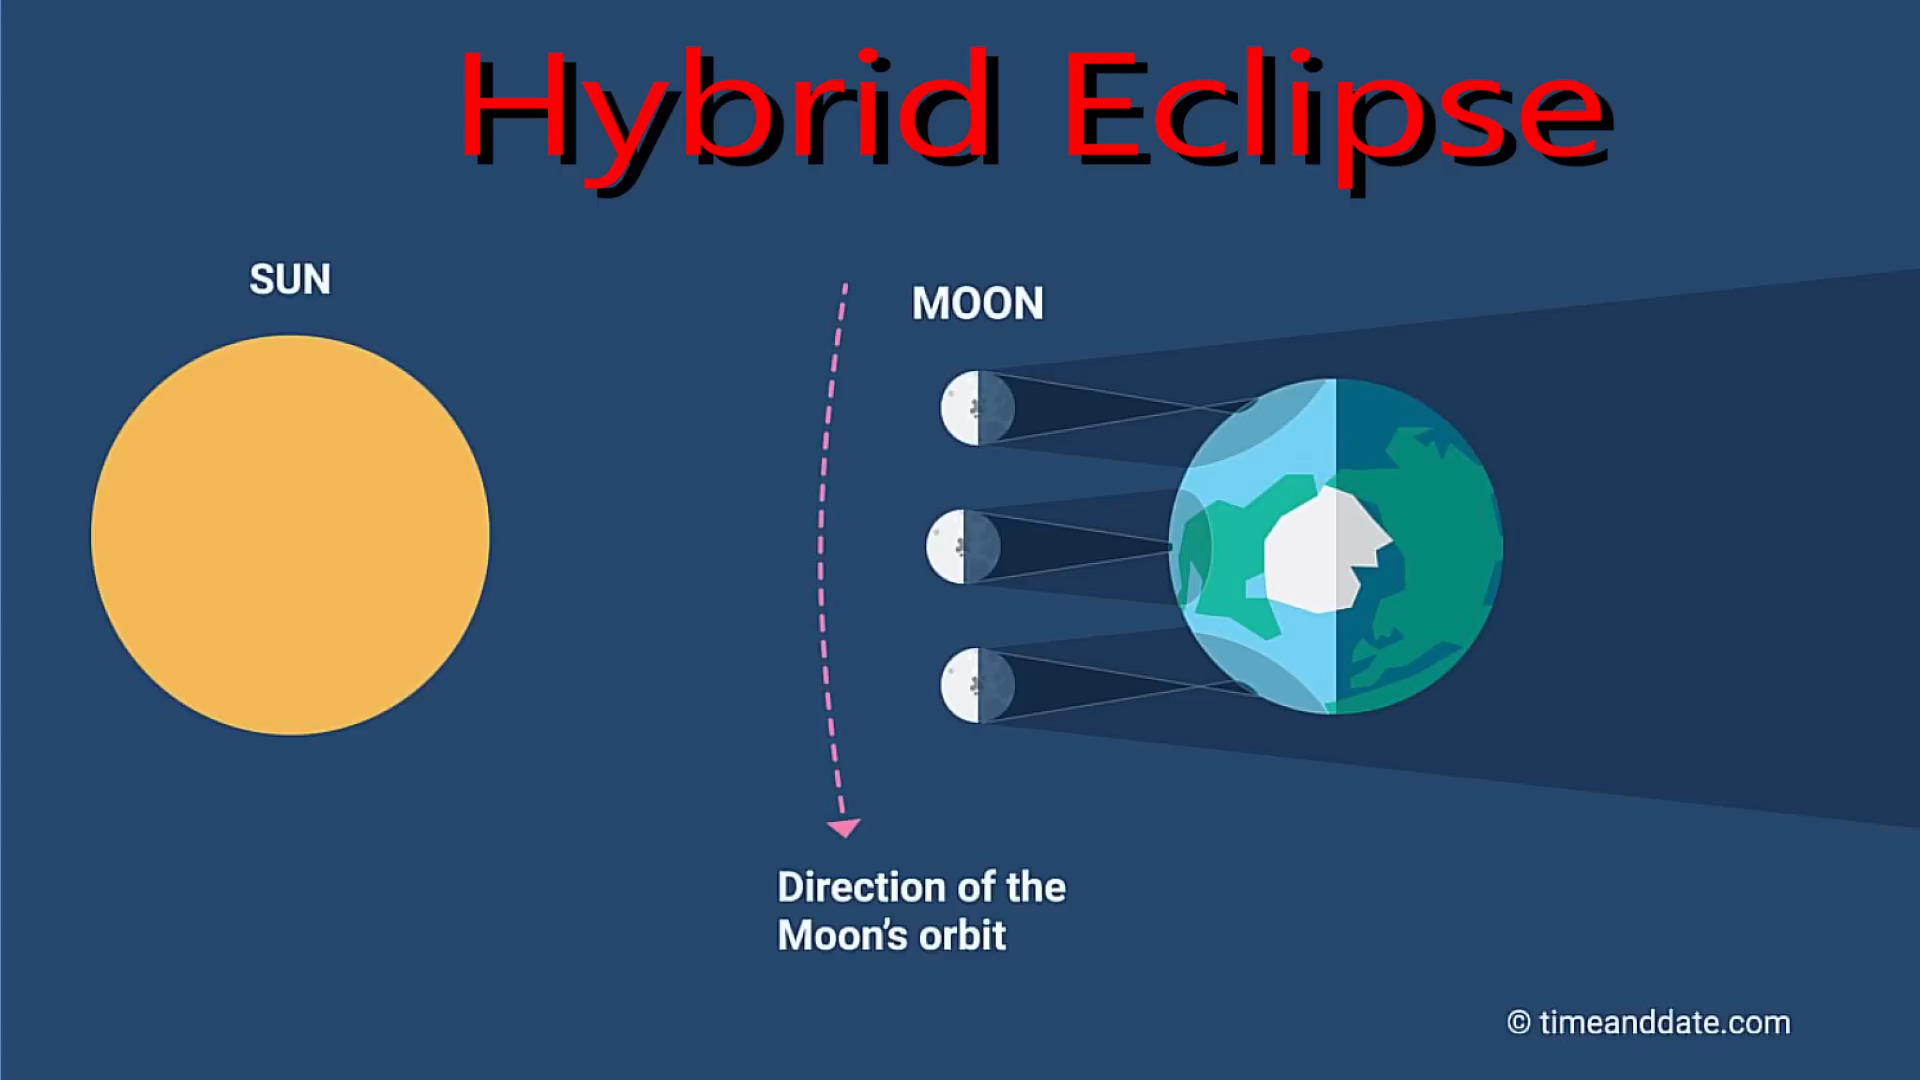 Hybrid Eclipse
SUN
MOON
Direction of the
Moon's orbit
© timeanddate.com